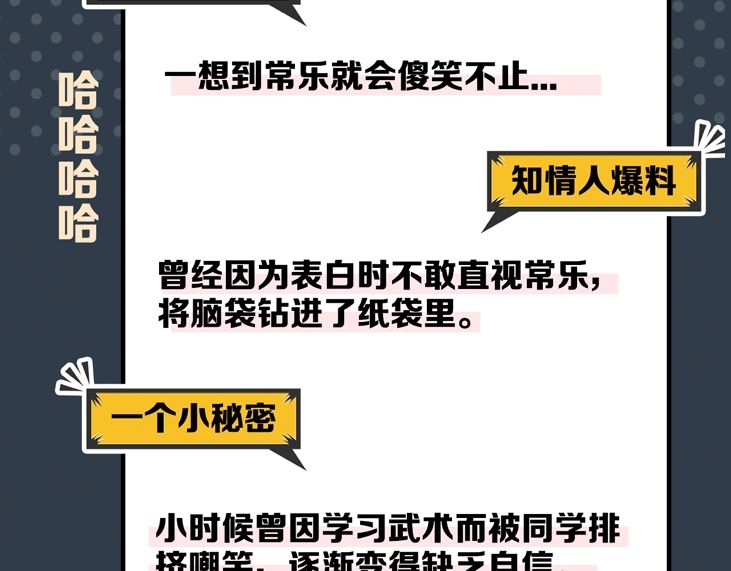 一想到常乐就会傻笑不止...
哈
哈
哈
哈
知情人爆料
曾经因为表白时不敢直视常乐，
将脑袋钻进了纸袋里。
一个小秘密
小时候曾因学习武术而被同学排
挤嘲笑，逐渐变得缺乏自信。